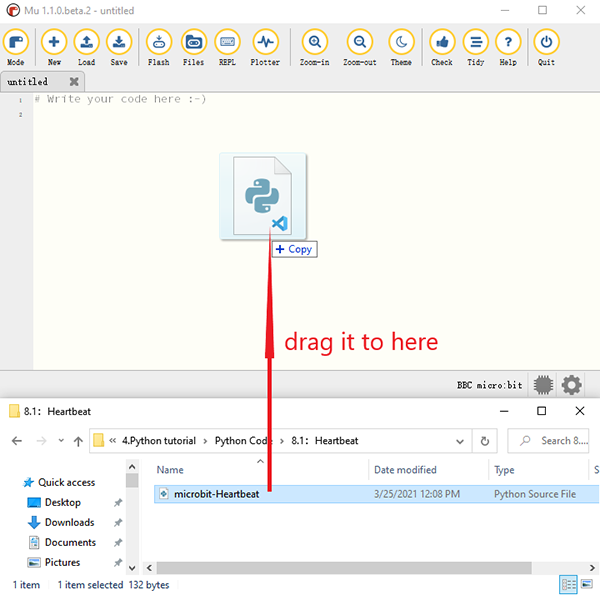 Mu 1.1.0.beta.2 - untitled
Mode New Load Save Flash Files REPL Plotter Zoom-in Zoom-out Theme Check Tidy Help Quit
untitled
1 # Write your code here :-)
2
+ Copy
drag it to here
BBC micro:bit
8.1: Heartbeat
« 4.Python tutorial > Python Code > 8.1: Heartbeat
Search 8....
Name Date modified Type S
Quick access
microbit-Heartbeat 3/25/2021 12:08 PM Python Source File
Desktop
Downloads
Documents
Pictures
1 item 1 item selected 132 bytes